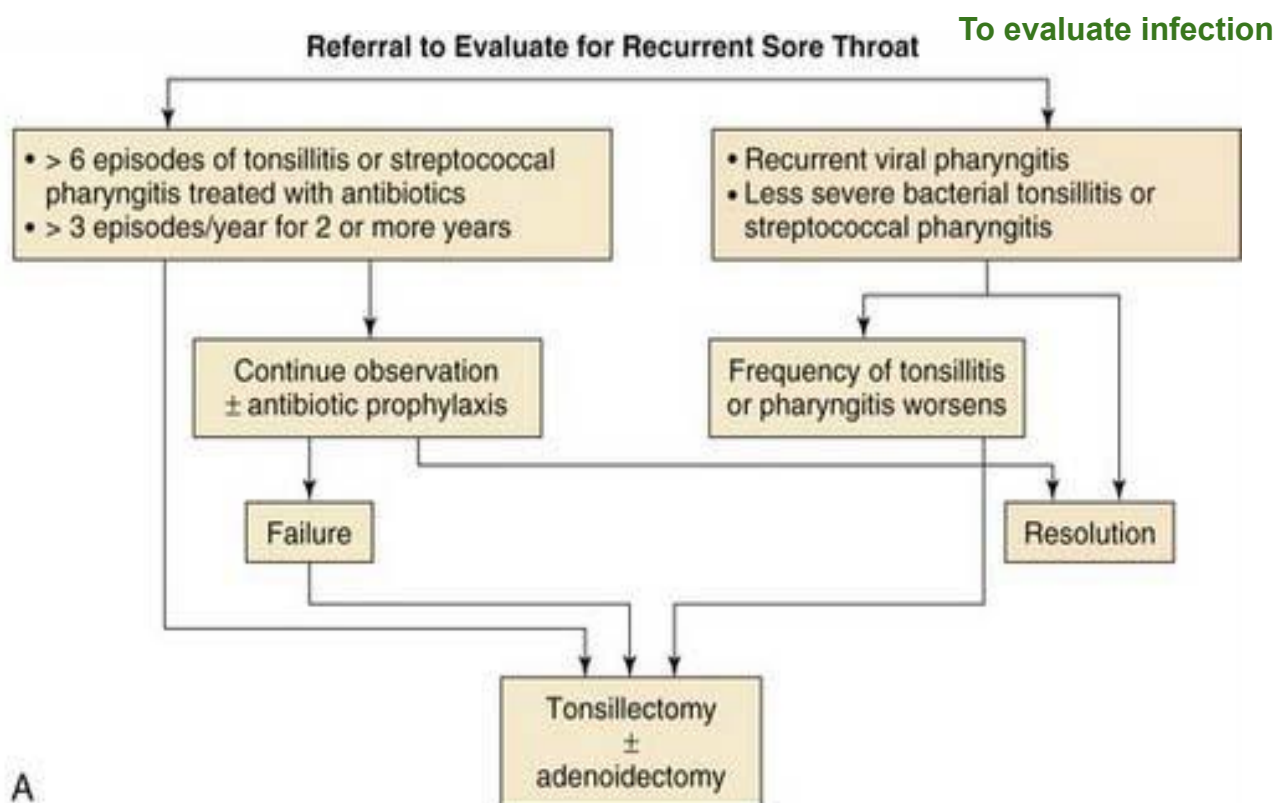 To evaluate infection
Referral to Evaluate for Recurrent Sore Throat
• > 6 episodes of tonsillitis or streptococcal
pharyngitis treated with antibiotics
• > 3 episodes/year for 2 or more years
• Recurrent viral pharyngitis
• Less severe bacterial tonsillitis or
streptococcal pharyngitis
Continue observation
± antibiotic prophylaxis
Frequency of tonsillitis
or pharyngitis worsens
Failure
Resolution
Tonsillectomy
±
adenoidectomy
A